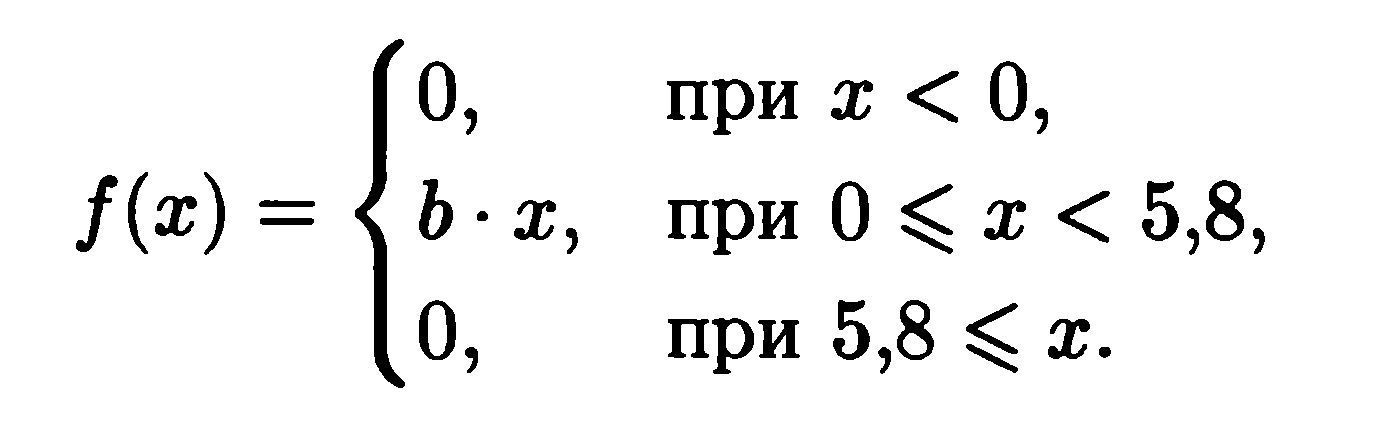 0, при x < 0,
f(x) = { b · x, при 0 ⩽ x < 5,8,
0, при 5,8 ⩽ x.